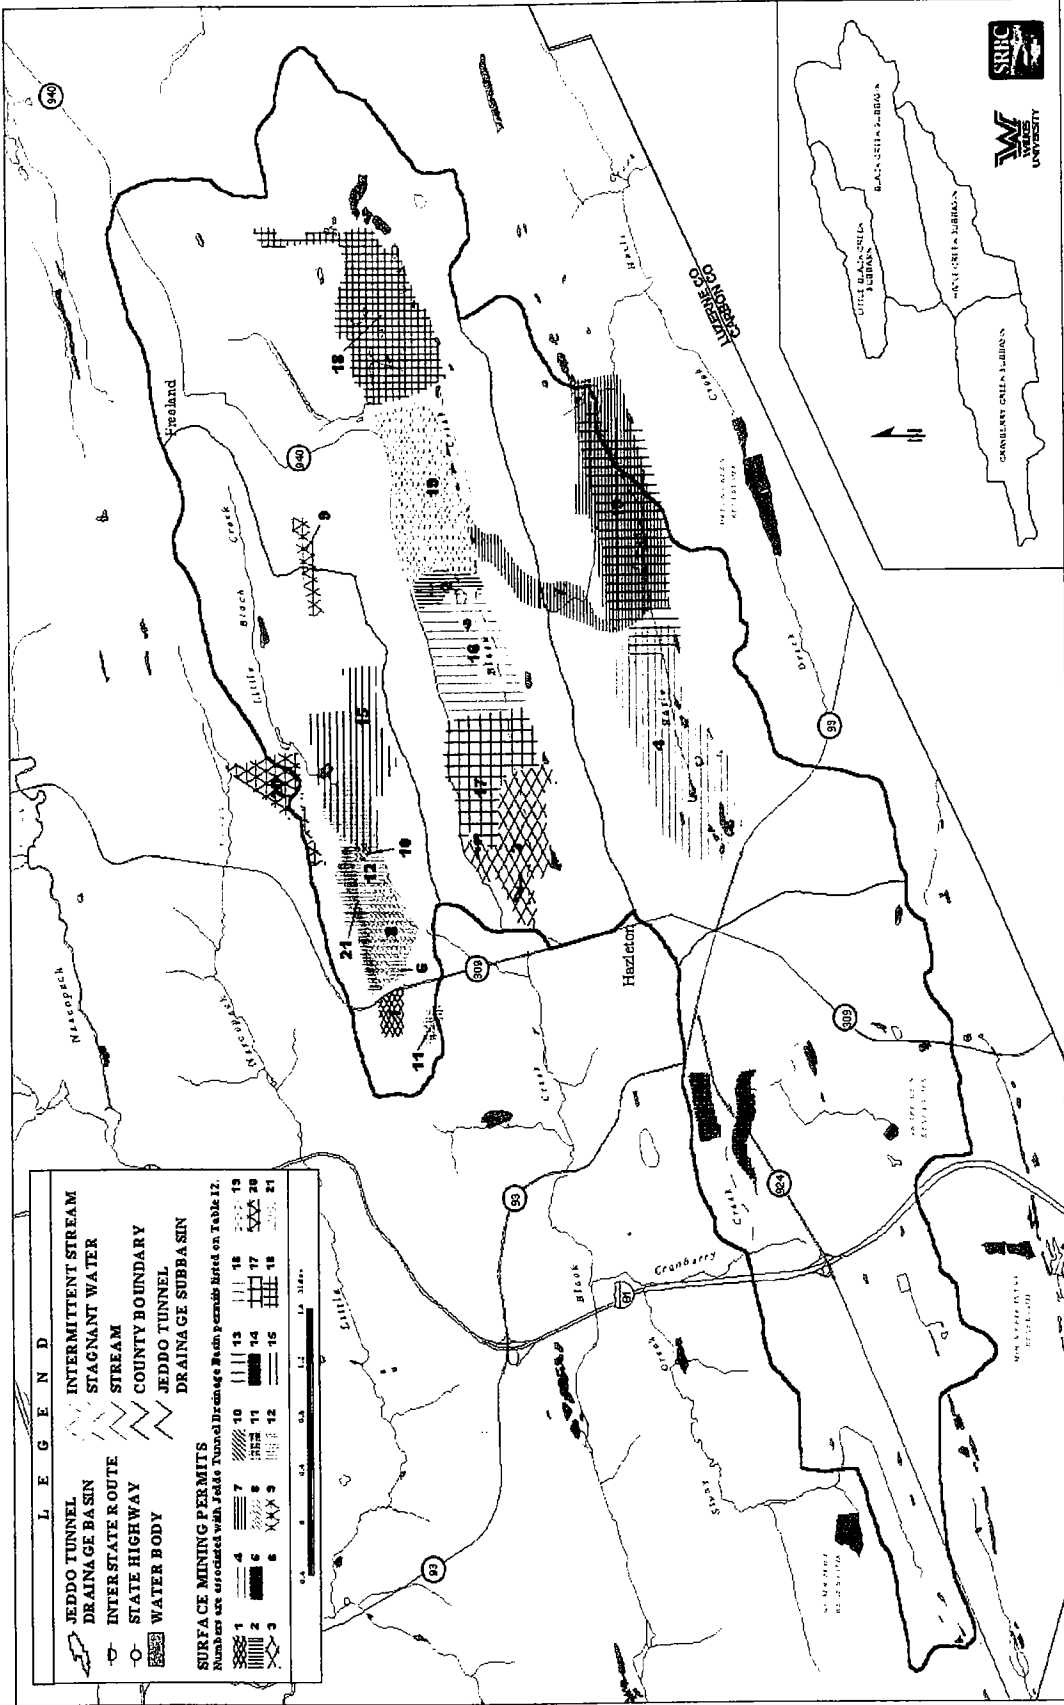 L E G E N D
JEDDO TUNNEL
DRAINAGE BASIN
INTERSTATE ROUTE
STATE HIGHWAY
WATER BODY
INTERMITTENT STREAM
STAGNANT WATER
STREAM
COUNTY BOUNDARY
JEDDO TUNNEL
DRAINAGE SUBBASIN
SURFACE MINING PERMITS
Numbers are associated with Jeddo Tunnel Drainage Basin permits listed on Table 12.
1 4 7 10 13 16 19
2 5 8 11 14 17 20
3 6 9 12 15 18 21
Nescopeck
Little
Nescopeck
940
Freeland
940
Little Black Creek
9
15
18
19
16
Black
17
12
10
21
8
6
11
309
Creek
Hazleton
4
Hazle
Creek
Dreck
93
LUZERNE CO
CARBON CO
309
93
Black
Cranberry
Creek
924
81
Stony
Creek
93
LITTLE BLACK CREEK
SUBBASIN
BLACK CREEK SUBBASIN
HAZLE CREEK SUBBASIN
CRANBERRY CREEK SUBBASIN
WILKES
UNIVERSITY
SRBC